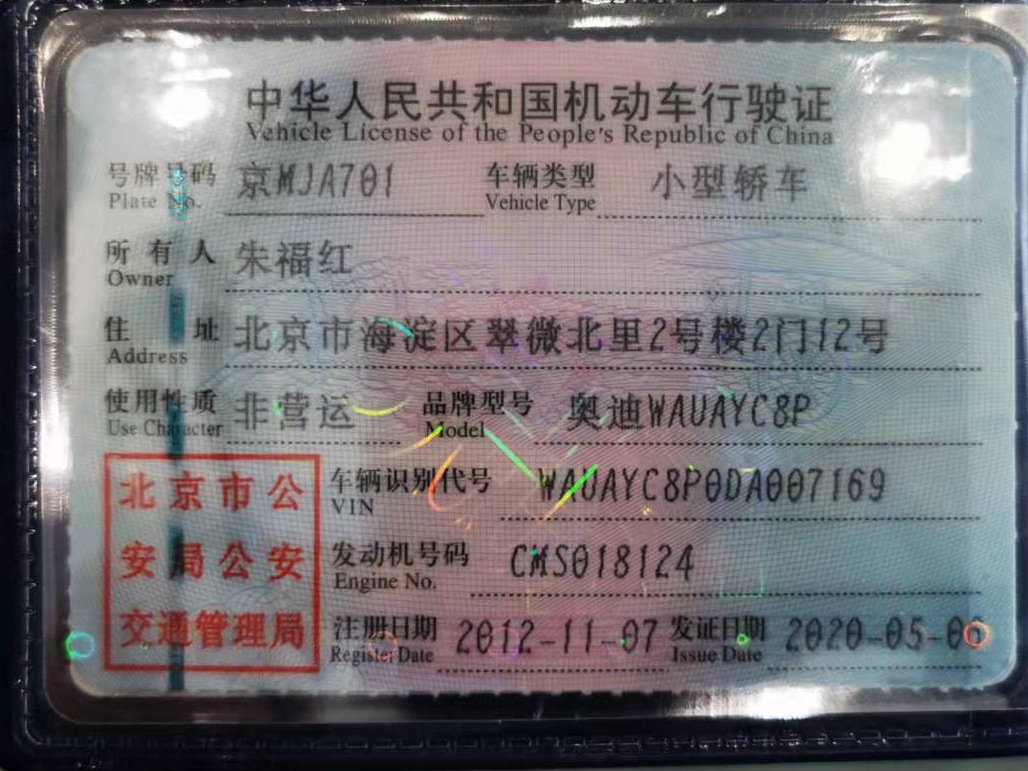 中华人民共和国机动车行驶证
Vehicle License of the People's Republic of China
号牌号码 京MJA701 车辆类型 小型轿车
Plate No. Vehicle Type
所有人 朱福红
Owner
住址 北京市海淀区翠微北里2号楼2门12号
Address
使用性质 非营运 品牌型号 奥迪WAUAYC8P
Use Character Model
北京市公
安局公安
交通管理局
车辆识别代号 WAUAYC8P0DA007169
VIN
发动机号码 CMS018124
Engine No.
注册日期 2012-11-07 发证日期 2020-05-0
Register Date Issue Date